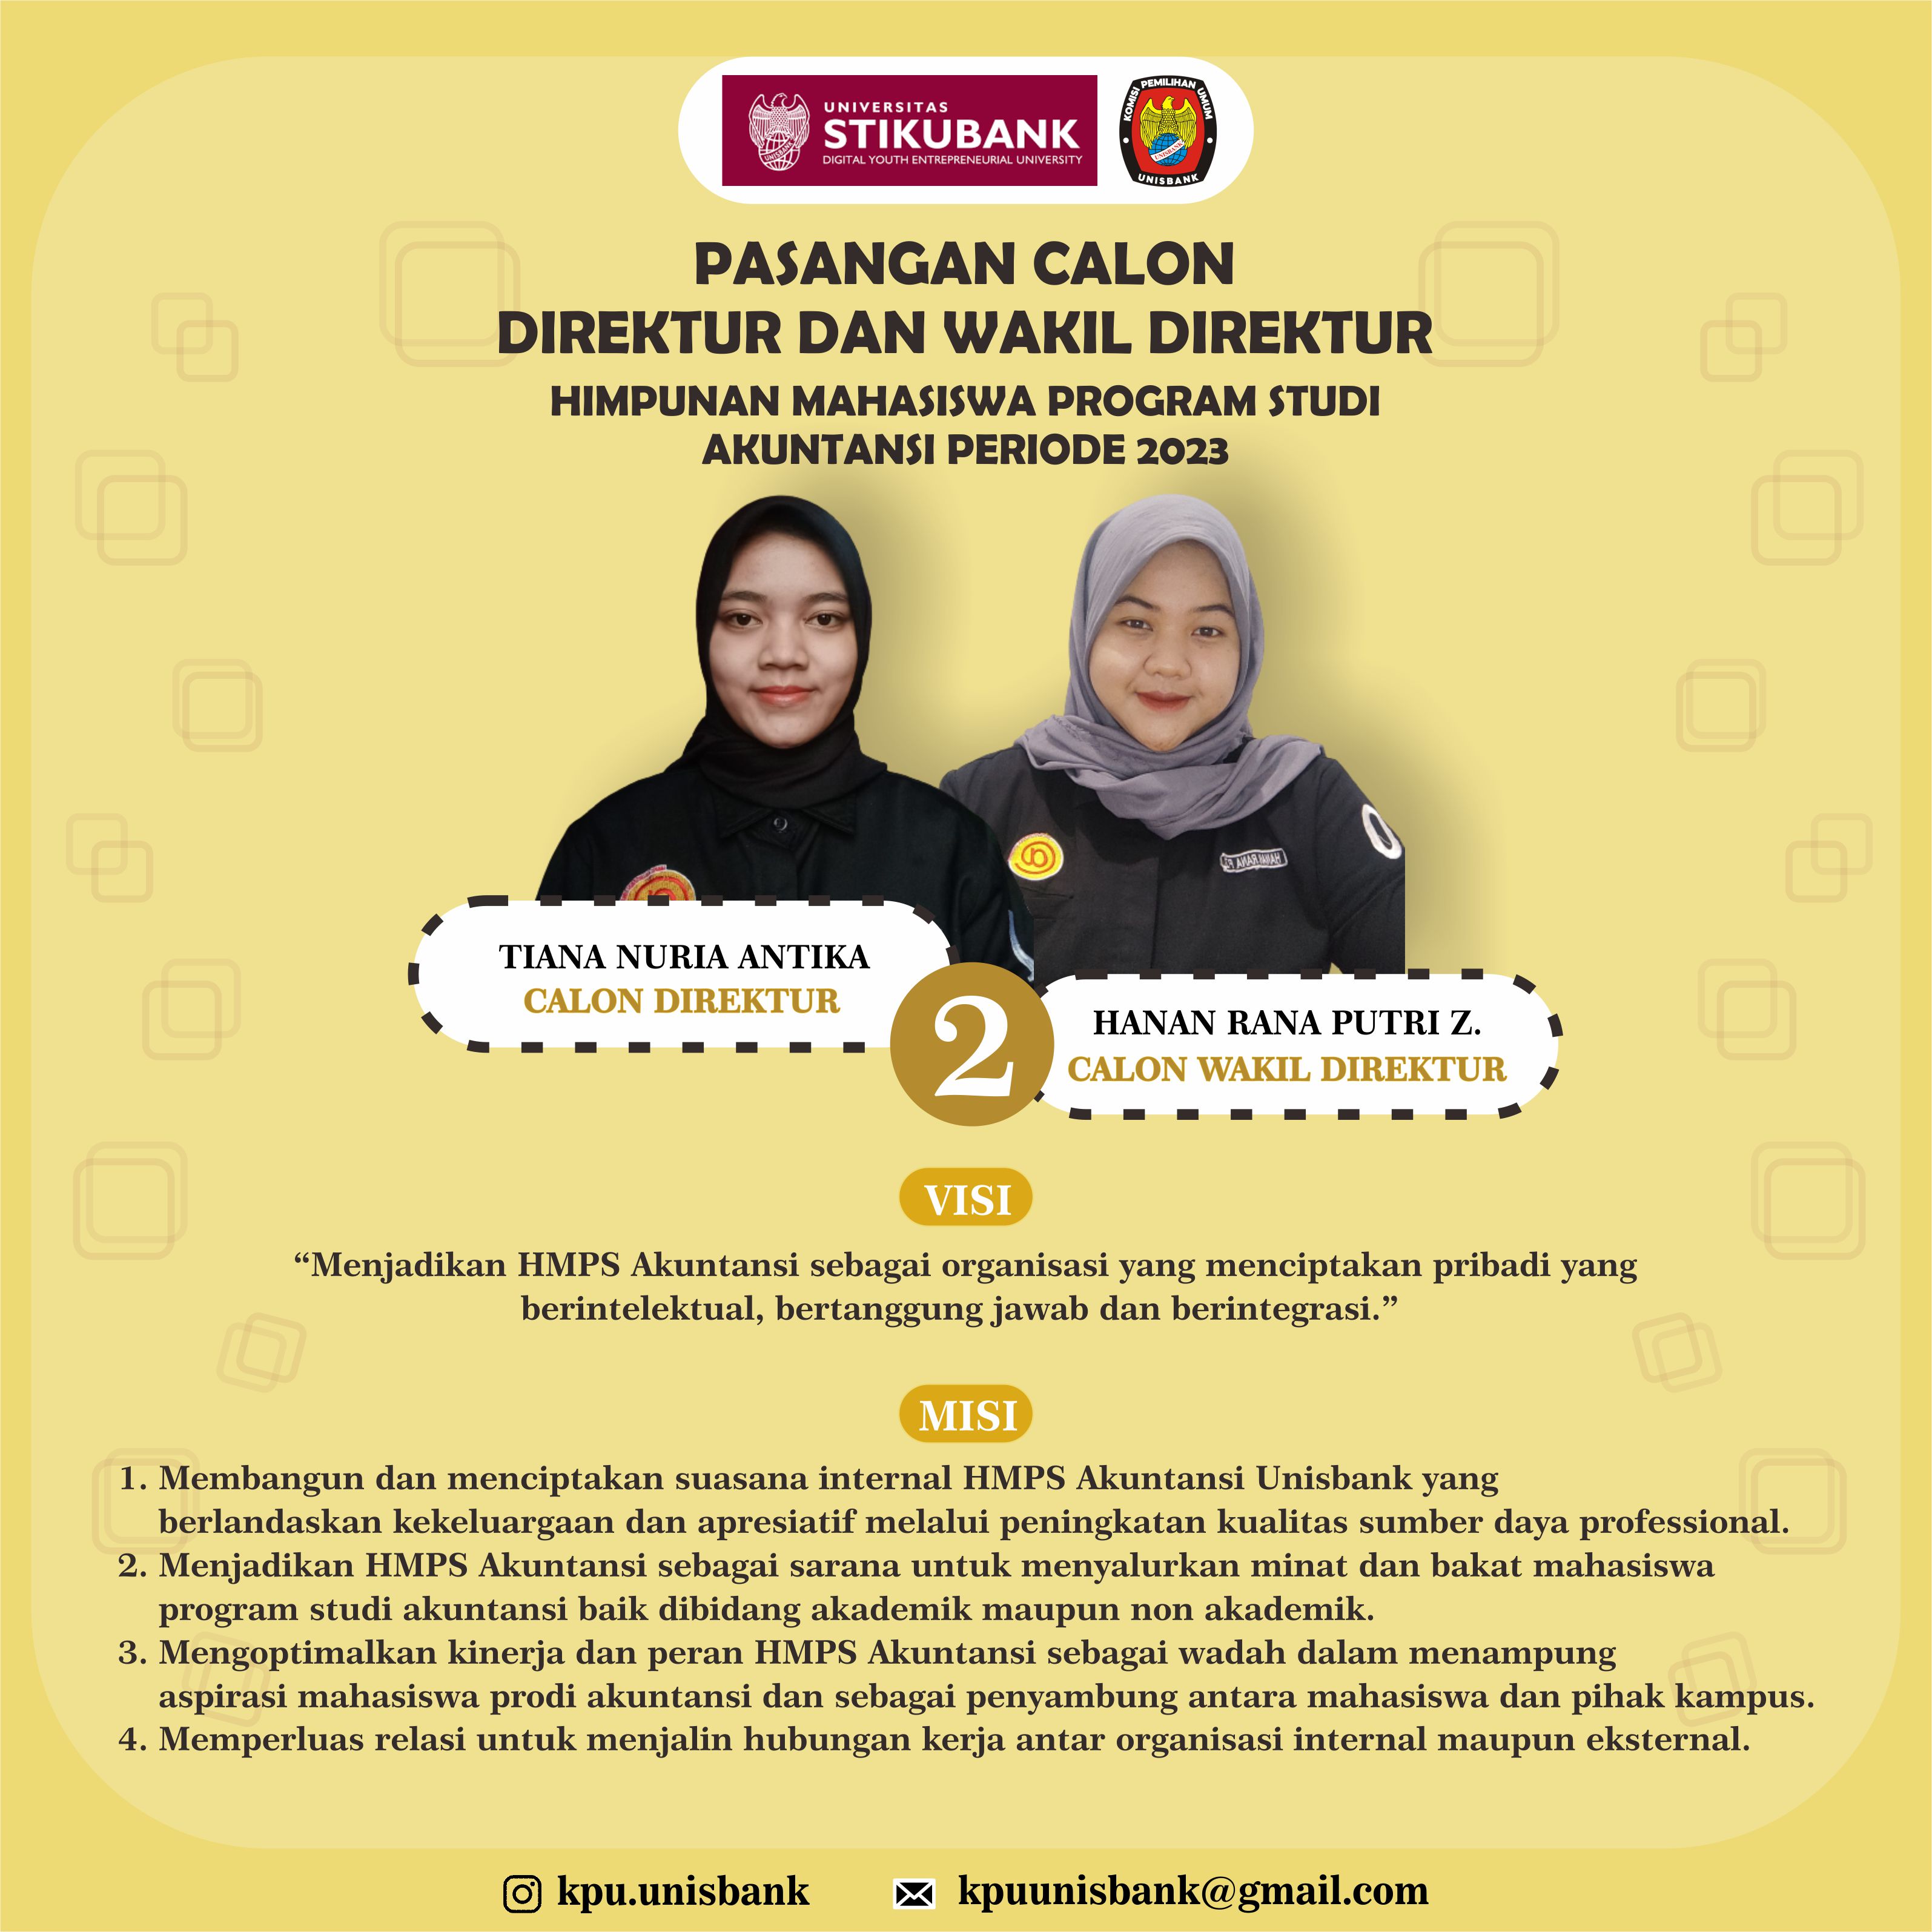 UNIVERSITAS
STIKUBANK
DIGITAL YOUTH ENTREPRENEURIAL UNIVERSITY
UNISBANK
KOMISI PEMILIHAN UMUM
UNISBANK
UNISBANK
PASANGAN CALON
DIREKTUR DAN WAKIL DIREKTUR
HIMPUNAN MAHASISWA PROGRAM STUDI
AKUNTANSI PERIODE 2023
HANAN RANA P.Z
TIANA NURIA ANTIKA
CALON DIREKTUR
2
HANAN RANA PUTRI Z.
CALON WAKIL DIREKTUR
VISI
“Menjadikan HMPS Akuntansi sebagai organisasi yang menciptakan pribadi yang
berintelektual, bertanggung jawab dan berintegrasi.”
MISI
1. Membangun dan menciptakan suasana internal HMPS Akuntansi Unisbank yang
berlandaskan kekeluargaan dan apresiatif melalui peningkatan kualitas sumber daya professional.
2. Menjadikan HMPS Akuntansi sebagai sarana untuk menyalurkan minat dan bakat mahasiswa
program studi akuntansi baik dibidang akademik maupun non akademik.
3. Mengoptimalkan kinerja dan peran HMPS Akuntansi sebagai wadah dalam menampung
aspirasi mahasiswa prodi akuntansi dan sebagai penyambung antara mahasiswa dan pihak kampus.
4. Memperluas relasi untuk menjalin hubungan kerja antar organisasi internal maupun eksternal.
kpu.unisbank
kpuunisbank@gmail.com